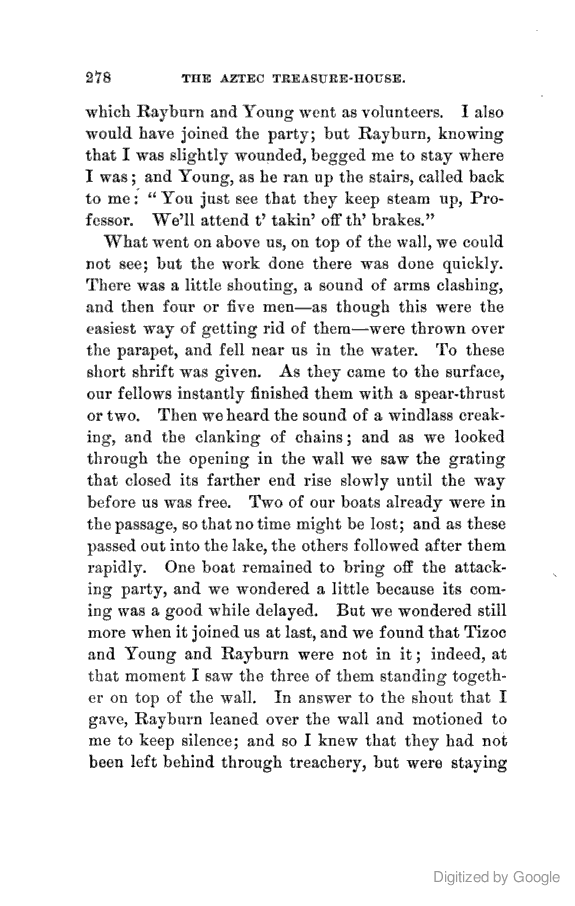 278 THE AZTEC TREASURE-HOUSE.
which Rayburn and Young went as volunteers. I also
would have joined the party; but Rayburn, knowing
that I was slightly wounded, begged me to stay where
I was; and Young, as he ran up the stairs, called back
to me: “You just see that they keep steam up, Pro-
fessor. We’ll attend t’ takin’ off th’ brakes.”
What went on above us, on top of the wall, we could
not see; but the work done there was done quickly.
There was a little shouting, a sound of arms clashing,
and then four or five men—as though this were the
easiest way of getting rid of them—were thrown over
the parapet, and fell near us in the water. To these
short shrift was given. As they came to the surface,
our fellows instantly finished them with a spear-thrust
or two. Then we heard the sound of a windlass creak-
ing, and the clanking of chains; and as we looked
through the opening in the wall we saw the grating
that closed its farther end rise slowly until the way
before us was free. Two of our boats already were in
the passage, so that no time might be lost; and as these
passed out into the lake, the others followed after them
rapidly. One boat remained to bring off the attack-
ing party, and we wondered a little because its com-
ing was a good while delayed. But we wondered still
more when it joined us at last, and we found that Tizoc
and Young and Rayburn were not in it; indeed, at
that moment I saw the three of them standing togeth-
er on top of the wall. In answer to the shout that I
gave, Rayburn leaned over the wall and motioned to
me to keep silence; and so I knew that they had not
been left behind through treachery, but were staying
Digitized by Google